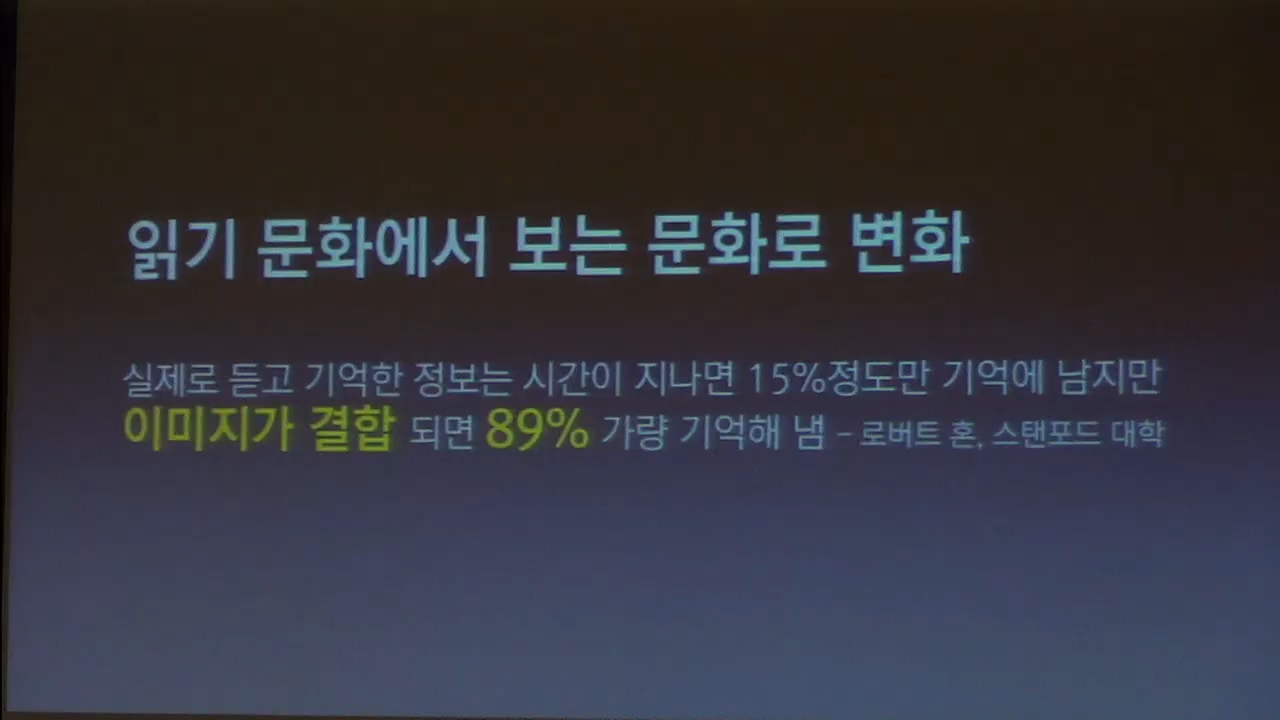 읽기 문화에서 보는 문화로 변화
실제로 듣고 기억한 정보는 시간이 지나면 15%정도만 기억에 남지만
이미지가 결합 되면 89% 가량 기억해 냄 – 로버트 혼, 스탠포드 대학